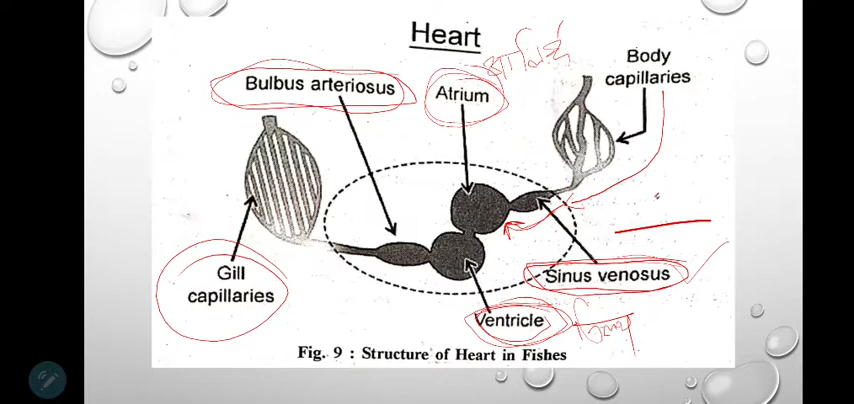 Heart
Bulbus arteriosus
Atrium
Body
capillaries
Gill
capillaries
Sinus venosus
Ventricle
Fig. 9 : Structure of Heart in Fishes